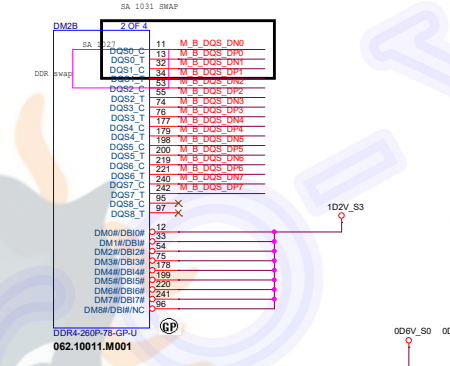 SA 1031 SWAP
DM2B 2 OF 4
SA 1027
DDR swap
DQS0_C 11 M_B_DQS_DN0
DQS0_T 13 M_B_DQS_DP0
DQS1_C 32 M_B_DQS_DN1
DQS1_T 34 M_B_DQS_DP1
DQS2_C 53 M_B_DQS_DN2
DQS2_T 55 M_B_DQS_DP2
DQS3_C 74 M_B_DQS_DN3
DQS3_T 76 M_B_DQS_DP3
DQS4_C 177 M_B_DQS_DN4
DQS4_T 179 M_B_DQS_DP4
DQS5_C 198 M_B_DQS_DN5
DQS5_T 200 M_B_DQS_DP5
DQS6_C 219 M_B_DQS_DN6
DQS6_T 221 M_B_DQS_DP6
DQS7_C 240 M_B_DQS_DN7
DQS7_T 242 M_B_DQS_DP7
DQS8_C 95
DQS8_T 97
1D2V_S3
DM0#/DBI0# 12
DM1#/DBI# 33
DM2#/DBI2# 54
DM3#/DBI3# 75
DM4#/DBI4# 178
DM5#/DBI5# 199
DM6#/DBI6# 220
DM7#/DBI7# 241
DM8#/DBI#/NC 96
GP
DDR4-260P-78-GP-U
062.10011.M001
0D6V_S0